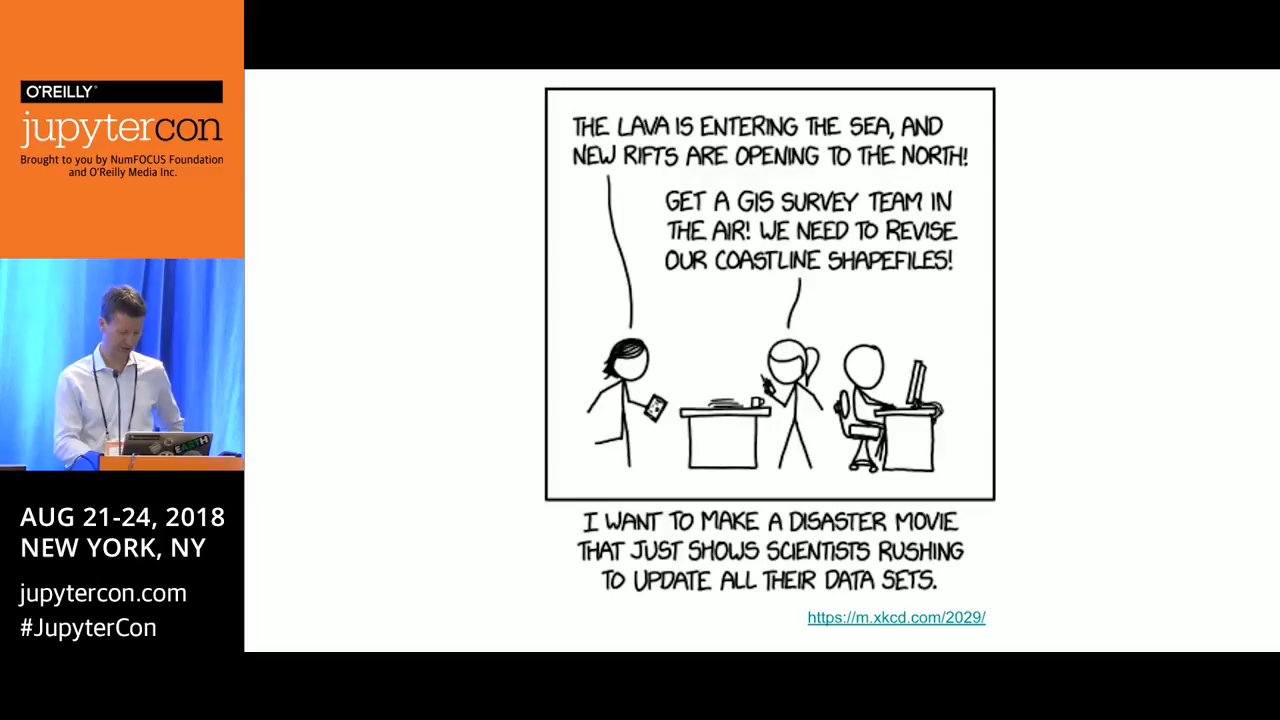 O'REILLY®
jupytercon
Brought to you by NumFOCUS Foundation
and O'Reilly Media Inc.
AUG 21-24, 2018
NEW YORK, NY
jupytercon.com
#JupyterCon
THE LAVA IS ENTERING THE SEA, AND
NEW RIFTS ARE OPENING TO THE NORTH!
GET A GIS SURVEY TEAM IN
THE AIR! WE NEED TO REVISE
OUR COASTLINE SHAPEFILES!
I WANT TO MAKE A DISASTER MOVIE
THAT JUST SHOWS SCIENTISTS RUSHING
TO UPDATE ALL THEIR DATA SETS.
https://m.xkcd.com/2029/
EARTH